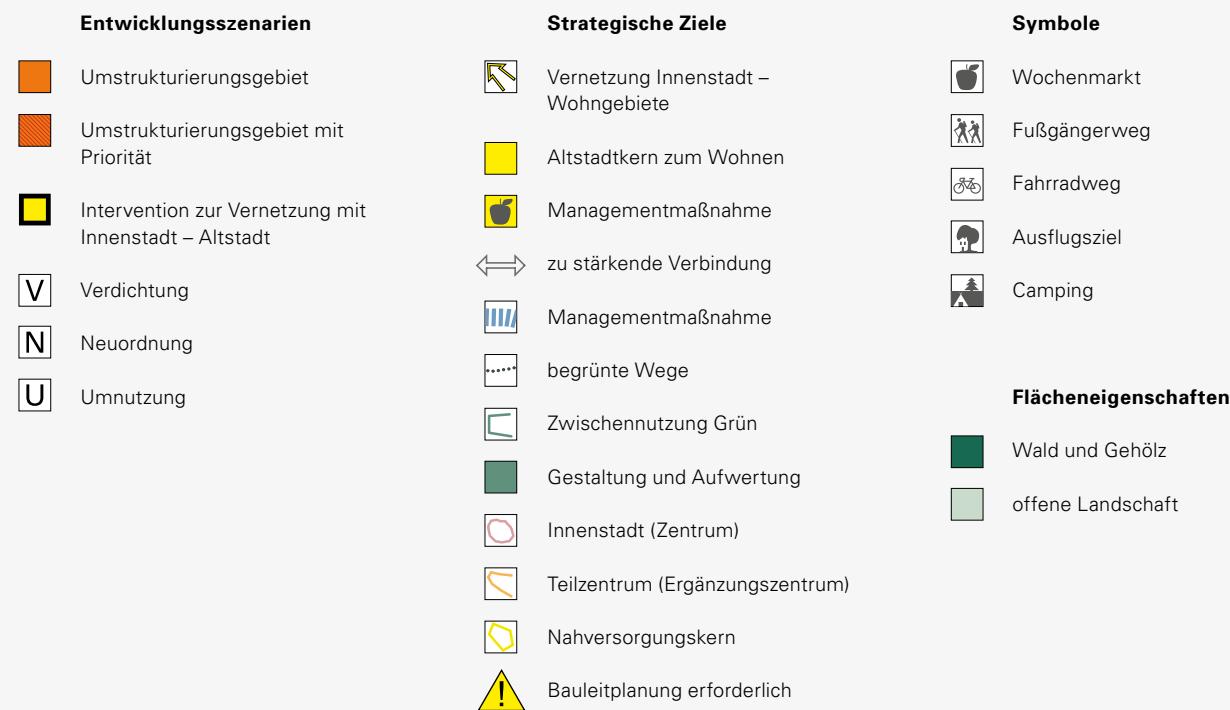 Entwicklungsszenarien
Umstrukturierungsgebiet
Umstrukturierungsgebiet mit
Priorität
Intervention zur Vernetzung mit
Innenstadt – Altstadt
V Verdichtung
N Neuordnung
U Umnutzung
Strategische Ziele
Vernetzung Innenstadt –
Wohngebiete
Altstadtkern zum Wohnen
Managementmaßnahme
zu stärkende Verbindung
Managementmaßnahme
begrünte Wege
Zwischennutzung Grün
Gestaltung und Aufwertung
Innenstadt (Zentrum)
Teilzentrum (Ergänzungszentrum)
Nahversorgungskern
! Bauleitplanung erforderlich
Symbole
Wochenmarkt
Fußgängerweg
Fahrradweg
Ausflugsziel
Camping
Flächeneigenschaften
Wald und Gehölz
offene Landschaft